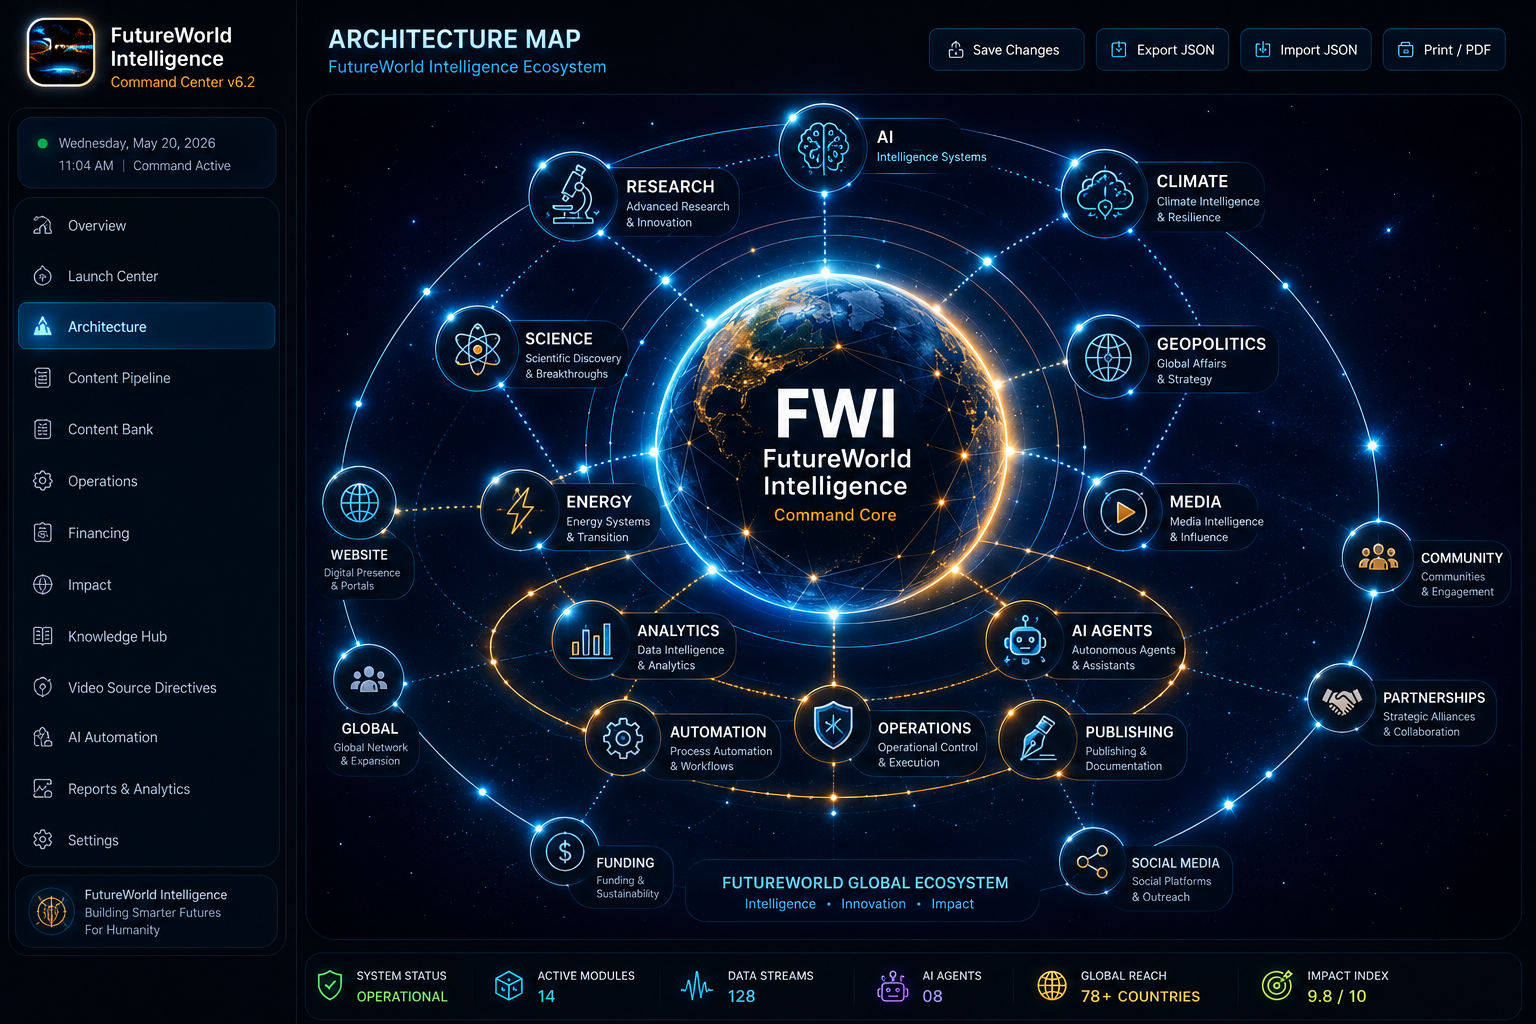 FutureWorld
Intelligence
Command Center v6.2
Wednesday, May 20, 2026
11:04 AM | Command Active
Overview
Launch Center
Architecture
Content Pipeline
Content Bank
Operations
Financing
Impact
Knowledge Hub
Video Source Directives
AI Automation
Reports & Analytics
Settings
FutureWorld Intelligence
Building Smarter Futures
For Humanity
ARCHITECTURE MAP
FutureWorld Intelligence Ecosystem
Save Changes
Export JSON
Import JSON
Print / PDF
AI
Intelligence Systems
RESEARCH
Advanced Research
& Innovation
CLIMATE
Climate Intelligence
& Resilience
SCIENCE
Scientific Discovery
& Breakthroughs
GEOPOLITICS
Global Affairs
& Strategy
FWI
FutureWorld
Intelligence
Command Core
ENERGY
Energy Systems
& Transition
MEDIA
Media Intelligence
& Influence
WEBSITE
Digital Presence
& Portals
COMMUNITY
Communities
& Engagement
ANALYTICS
Data Intelligence
& Analytics
AI AGENTS
Autonomous Agents
& Assistants
GLOBAL
Global Network
& Expansion
AUTOMATION
Process Automation
& Workflows
OPERATIONS
Operational Control
& Execution
PUBLISHING
Publishing &
Documentation
PARTNERSHIPS
Strategic Alliances
& Collaboration
$
FUNDING
Funding &
Sustainability
SOCIAL MEDIA
Social Platforms
& Outreach
FUTUREWORLD GLOBAL ECOSYSTEM
Intelligence • Innovation • Impact
SYSTEM STATUS
OPERATIONAL
ACTIVE MODULES
14
DATA STREAMS
128
AI AGENTS
08
GLOBAL REACH
78+ COUNTRIES
IMPACT INDEX
9.8 / 10